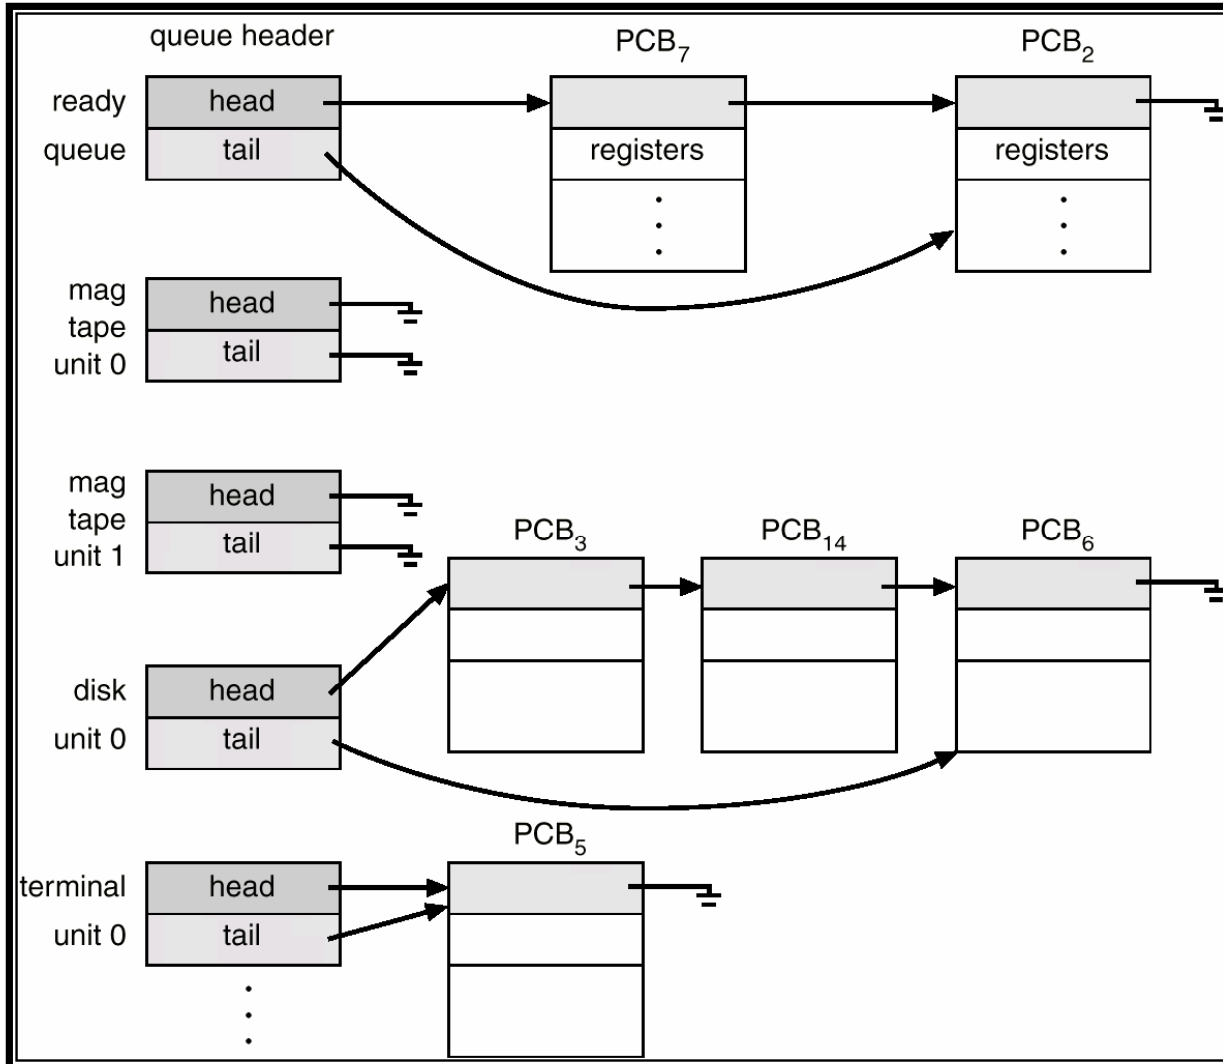 queue header
PCB7
PCB2
ready
head
queue
tail
registers
registers
mag
tape
unit 0
head
tail
mag
tape
unit 1
head
tail
PCB3
PCB14
PCB6
disk
head
unit 0
tail
PCB5
terminal
head
unit 0
tail